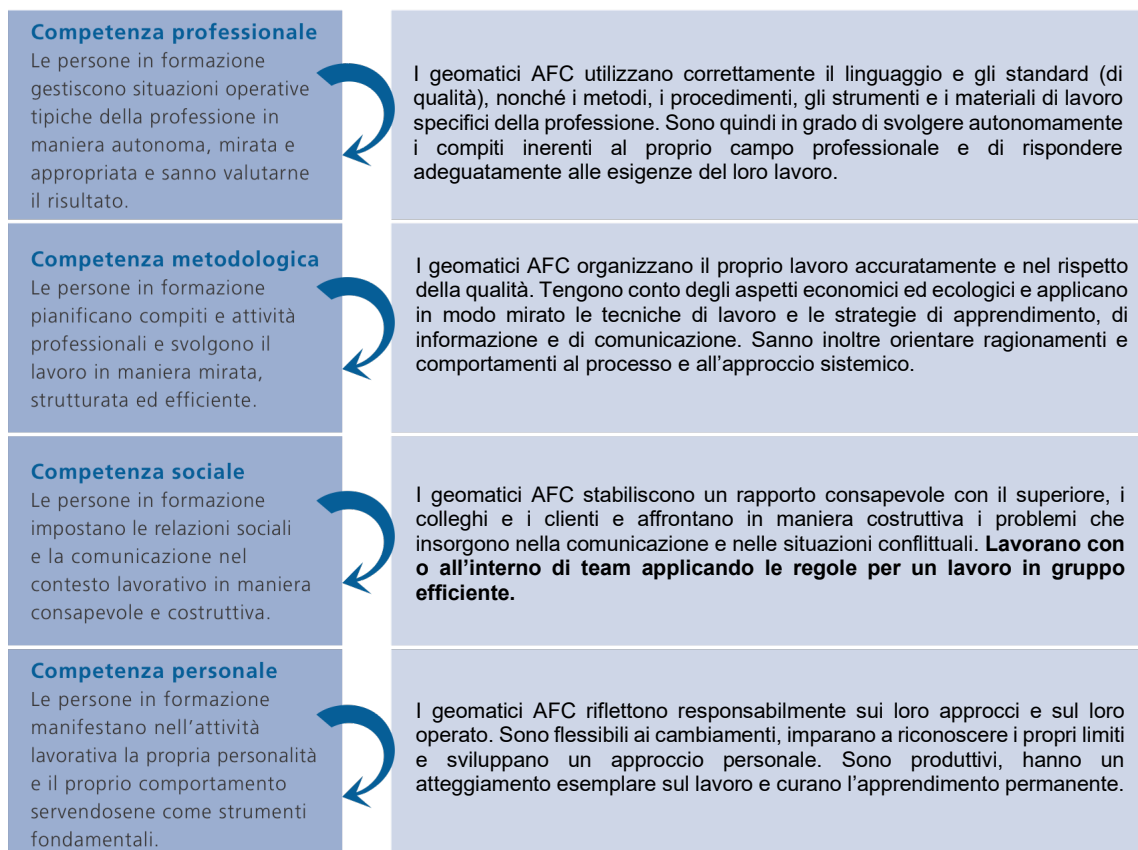 Competenza professionale
Le persone in formazione
gestiscono situazioni operative
tipiche della professione in
maniera autonoma, mirata e
appropriata e sanno valutarne
il risultato.
I geomatici AFC utilizzano correttamente il linguaggio e gli standard (di
qualità), nonché i metodi, i procedimenti, gli strumenti e i materiali di lavoro
specifici della professione. Sono quindi in grado di svolgere autonomamente
i compiti inerenti al proprio campo professionale e di rispondere
adeguatamente alle esigenze del loro lavoro.
Competenza metodologica
Le persone in formazione
pianificano compiti e attività
professionali e svolgono il
lavoro in maniera mirata,
strutturata ed efficiente.
I geomatici AFC organizzano il proprio lavoro accuratamente e nel rispetto
della qualità. Tengono conto degli aspetti economici ed ecologici e applicano
in modo mirato le tecniche di lavoro e le strategie di apprendimento, di
informazione e di comunicazione. Sanno inoltre orientare ragionamenti e
comportamenti al processo e all'approccio sistemico.
Competenza sociale
Le persone in formazione
impostano le relazioni sociali
e la comunicazione nel
contesto lavorativo in maniera
consapevole e costruttiva.
I geomatici AFC stabiliscono un rapporto consapevole con il superiore, i
colleghi e i clienti e affrontano in maniera costruttiva i problemi che
insorgono nella comunicazione e nelle situazioni conflittuali. Lavorano con
o all'interno di team applicando le regole per un lavoro in gruppo
efficiente.
Competenza personale
Le persone in formazione
manifestano nell'attività
lavorativa la propria personalità
e il proprio comportamento
servendosene come strumenti
fondamentali.
I geomatici AFC riflettono responsabilmente sui loro approcci e sul loro
operato. Sono flessibili ai cambiamenti, imparano a riconoscere i propri limiti
e sviluppano un approccio personale. Sono produttivi, hanno un
atteggiamento esemplare sul lavoro e curano l'apprendimento permanente.